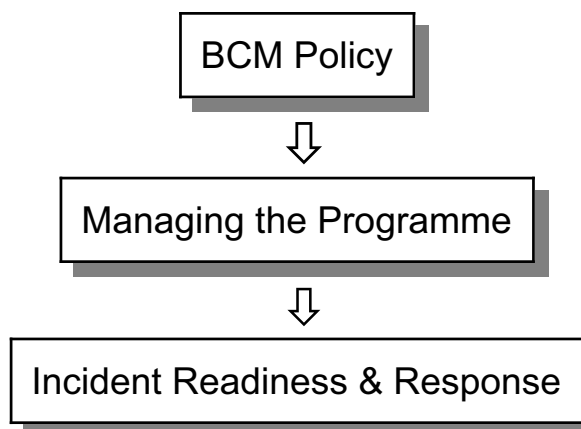 BCM Policy
Managing the Programme
Incident Readiness & Response